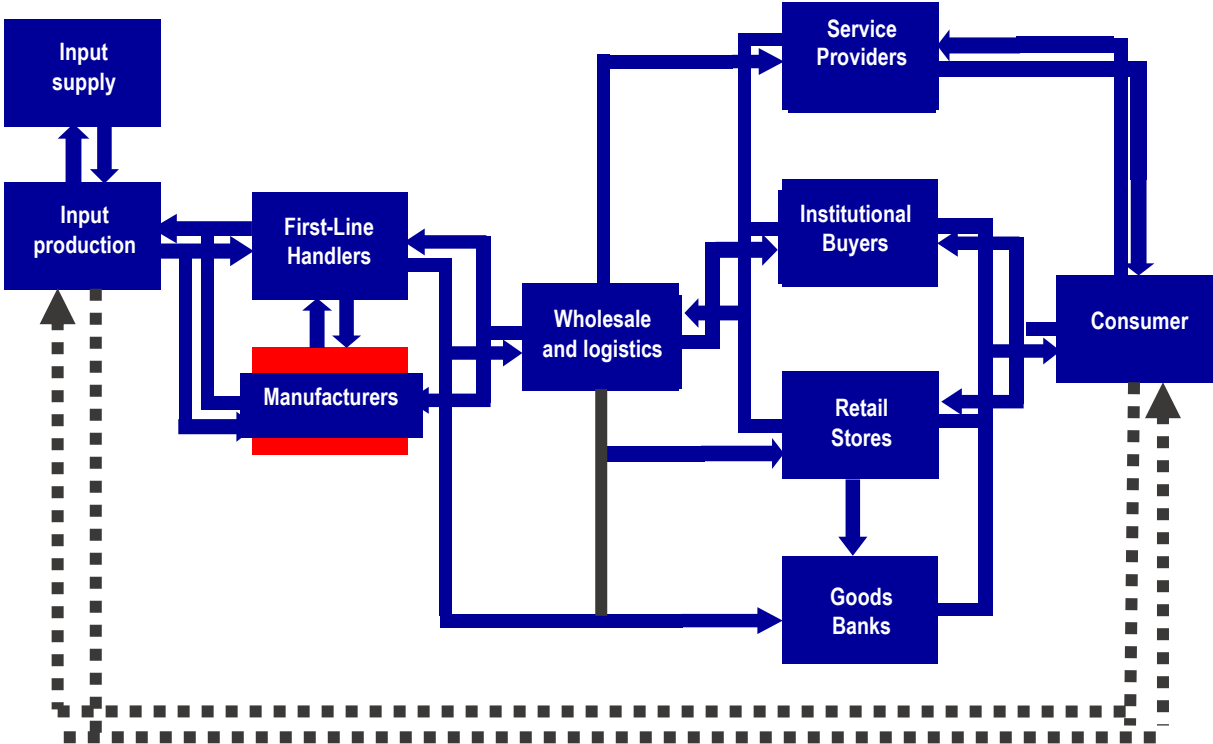 Input
supply
Input
production
First-Line
Handlers
Manufacturers
Wholesale
and logistics
Service
Providers
Institutional
Buyers
Retail
Stores
Goods
Banks
Consumer